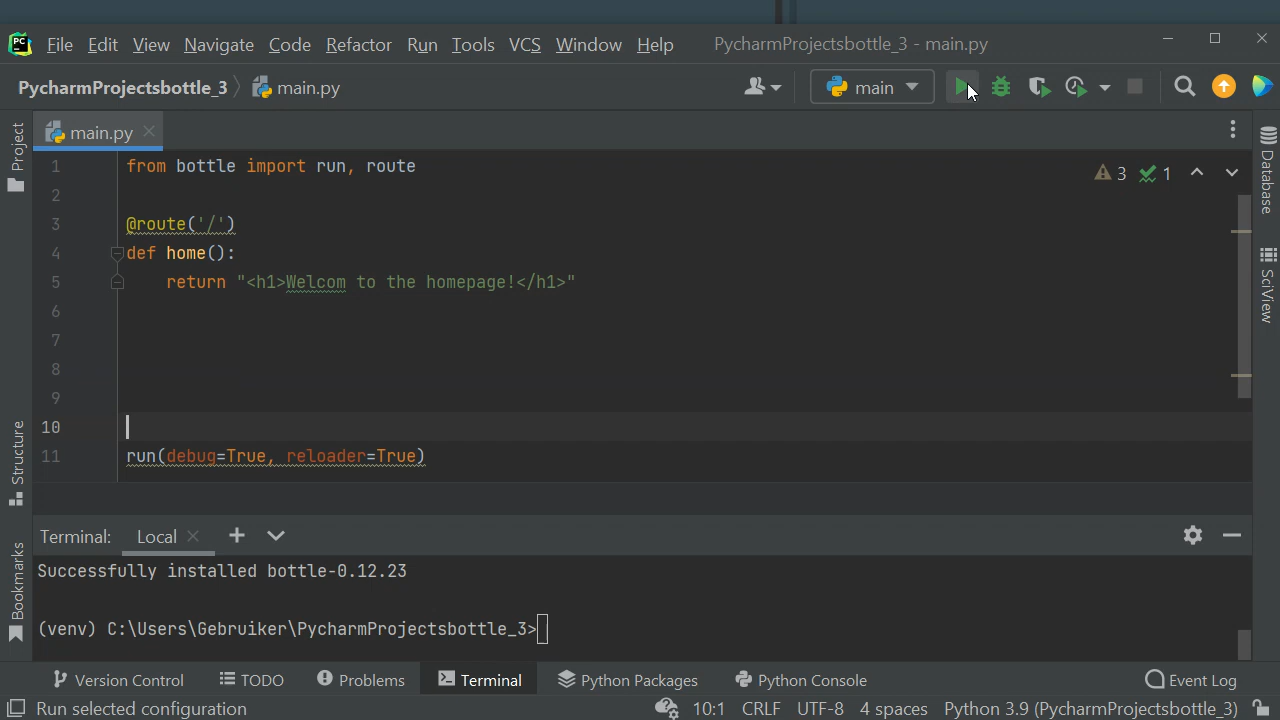 PC
File Edit View Navigate Code Refactor Run Tools VCS Window Help PycharmProjectsbottle_3 - main.py
PycharmProjectsbottle_3 main.py main
Project main.py
1 from bottle import run, route
3 1
2
3 @route('/')
4 def home():
5 return "<h1>Welcom to the homepage!</h1>"
6
7
8
9
10
11 run(debug=True, reloader=True)
Database
SciView
Structure
Bookmarks
Terminal: Local
Successfully installed bottle-0.12.23
(venv) C:\Users\Gebruiker\PycharmProjectsbottle_3>
Version Control TODO Problems Terminal Python Packages Python Console Event Log
Run selected configuration 10:1 CRLF UTF-8 4 spaces Python 3.9 (PycharmProjectsbottle_3)